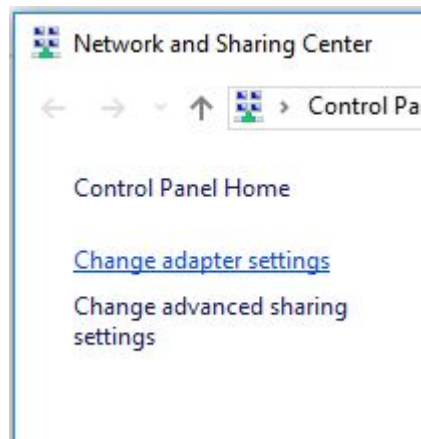 Network and Sharing Center
Control Pa
Control Panel Home
Change adapter settings
Change advanced sharing
settings